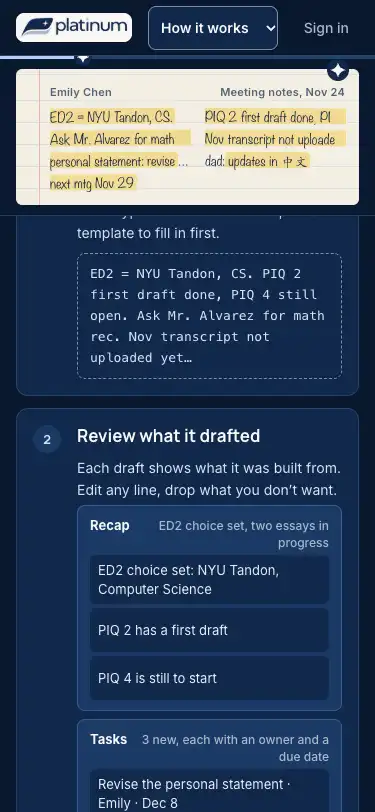 platinum
How it works
Sign in
Emily Chen
Meeting notes, Nov 24
ED2 = NYU Tandon, CS.
Ask Mr. Alvarez for math
personal statement: revise ...
next mtg Nov 29
PIQ 2 first draft done, PI
Nov transcript not uploade
dad: updates in 中文
template to fill in first.
ED2 = NYU Tandon, CS. PIQ 2
first draft done, PIQ 4 still
open. Ask Mr. Alvarez for math
rec. Nov transcript not
uploaded yet…
2
Review what it drafted
Each draft shows what it was built from.
Edit any line, drop what you don’t want.
Recap
ED2 choice set, two essays in
progress
ED2 choice set: NYU Tandon,
Computer Science
PIQ 2 has a first draft
PIQ 4 is still to start
Tasks
3 new, each with an owner and a
due date
Revise the personal statement ·
Emily · Dec 8